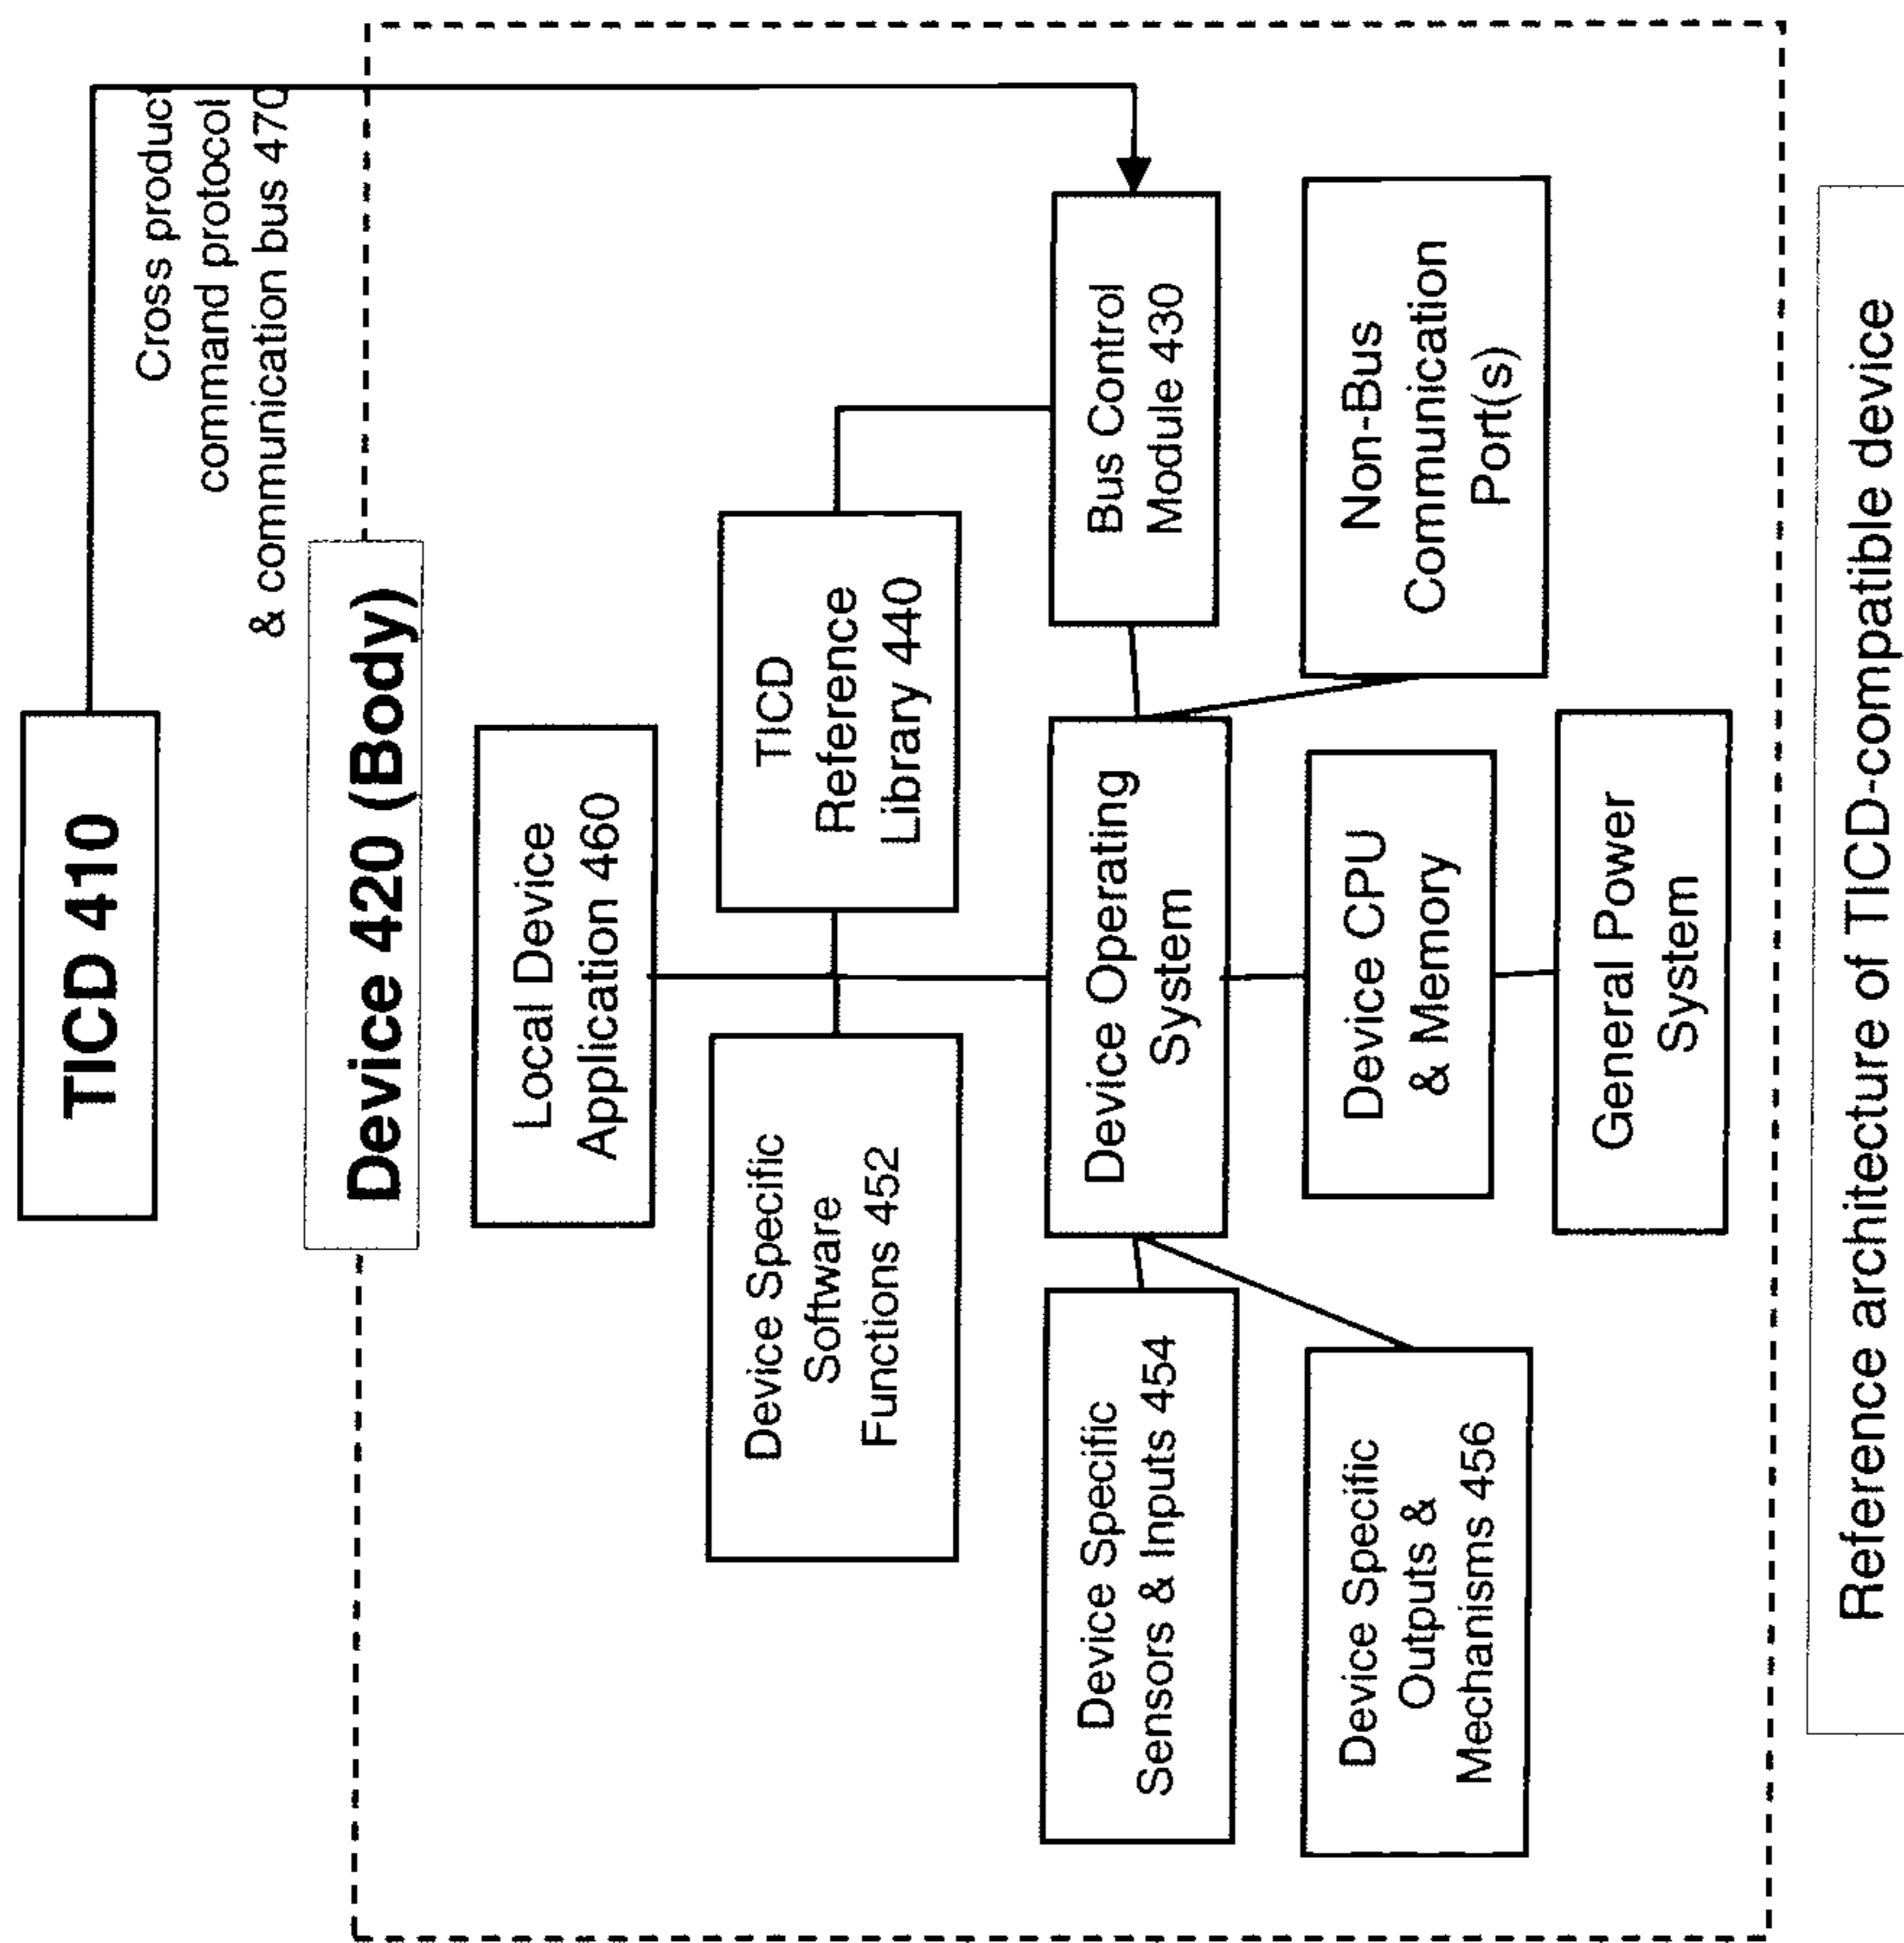 TICD 410
Cross produc
command protocol
& communication bus 470
Device 420 (Body)
Local Device
Application 460
Device Specific
Software
Functions 452
TICD
Reference
Library 440
Device Specific
Sensors & Inputs 454
Device Operating
System
Bus Control
Module 430
Device Specific
Outputs &
Mechanisms 456
Device CPU
& Memory
Non-Bus
Communication
Port(s)
General Power
System
Reference architecture of TICD-compatible device